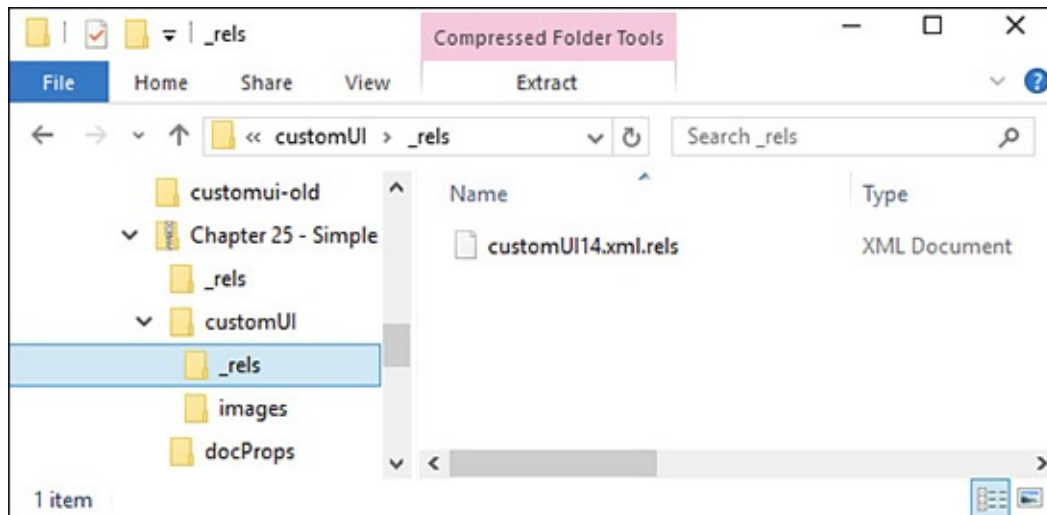 _rels
Compressed Folder Tools
File Home Share View Extract
« customUI > _rels
Search _rels
customui-old
Chapter 25 - Simple
_rels
customUI
_rels
images
docProps
Name Type
customUI14.xml.rels XML Document
1 item